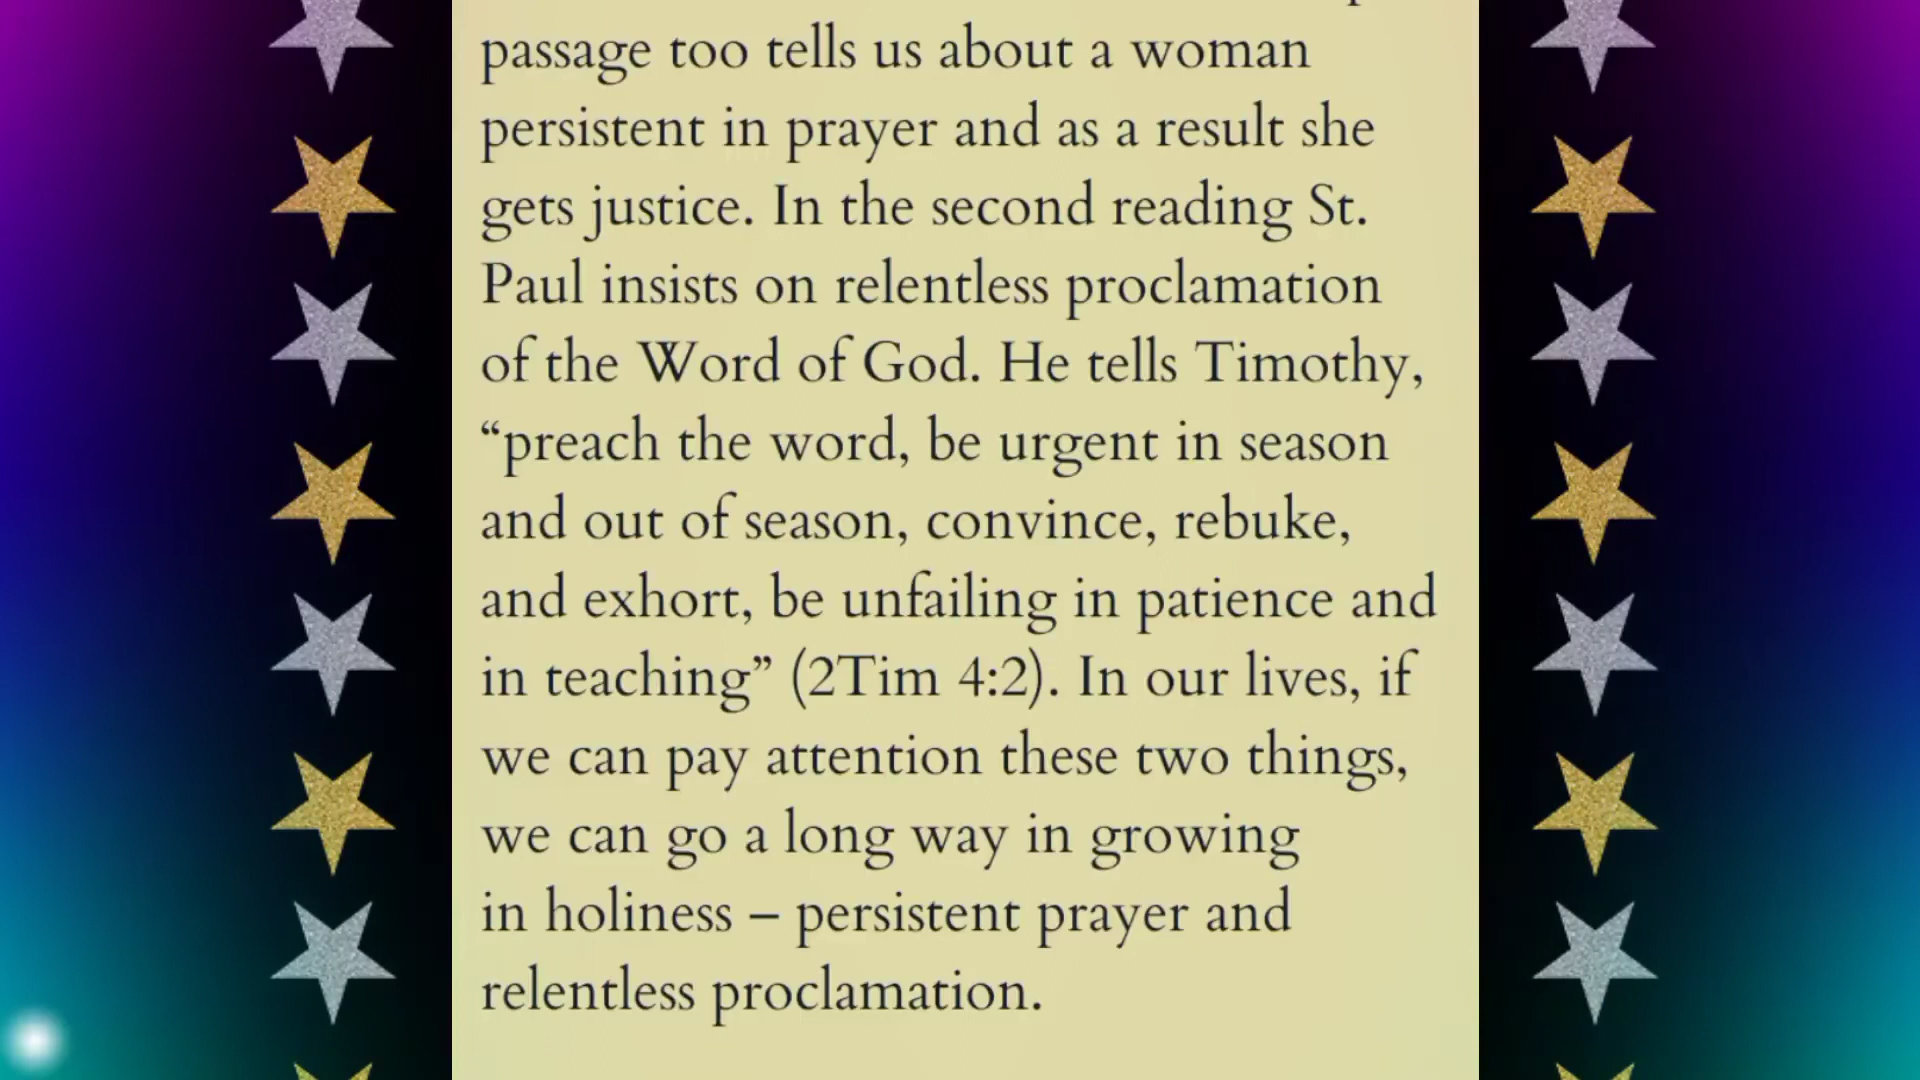 passage too tells us about a woman
persistent in prayer and as a result she
gets justice. In the second reading St.
Paul insists on relentless proclamation
of the Word of God. He tells Timothy,
“preach the word, be urgent in season
and out of season, convince, rebuke,
and exhort, be unfailing in patience and
in teaching” (2Tim 4:2). In our lives, if
we can pay attention these two things,
we can go a long way in growing
in holiness – persistent prayer and
relentless proclamation.